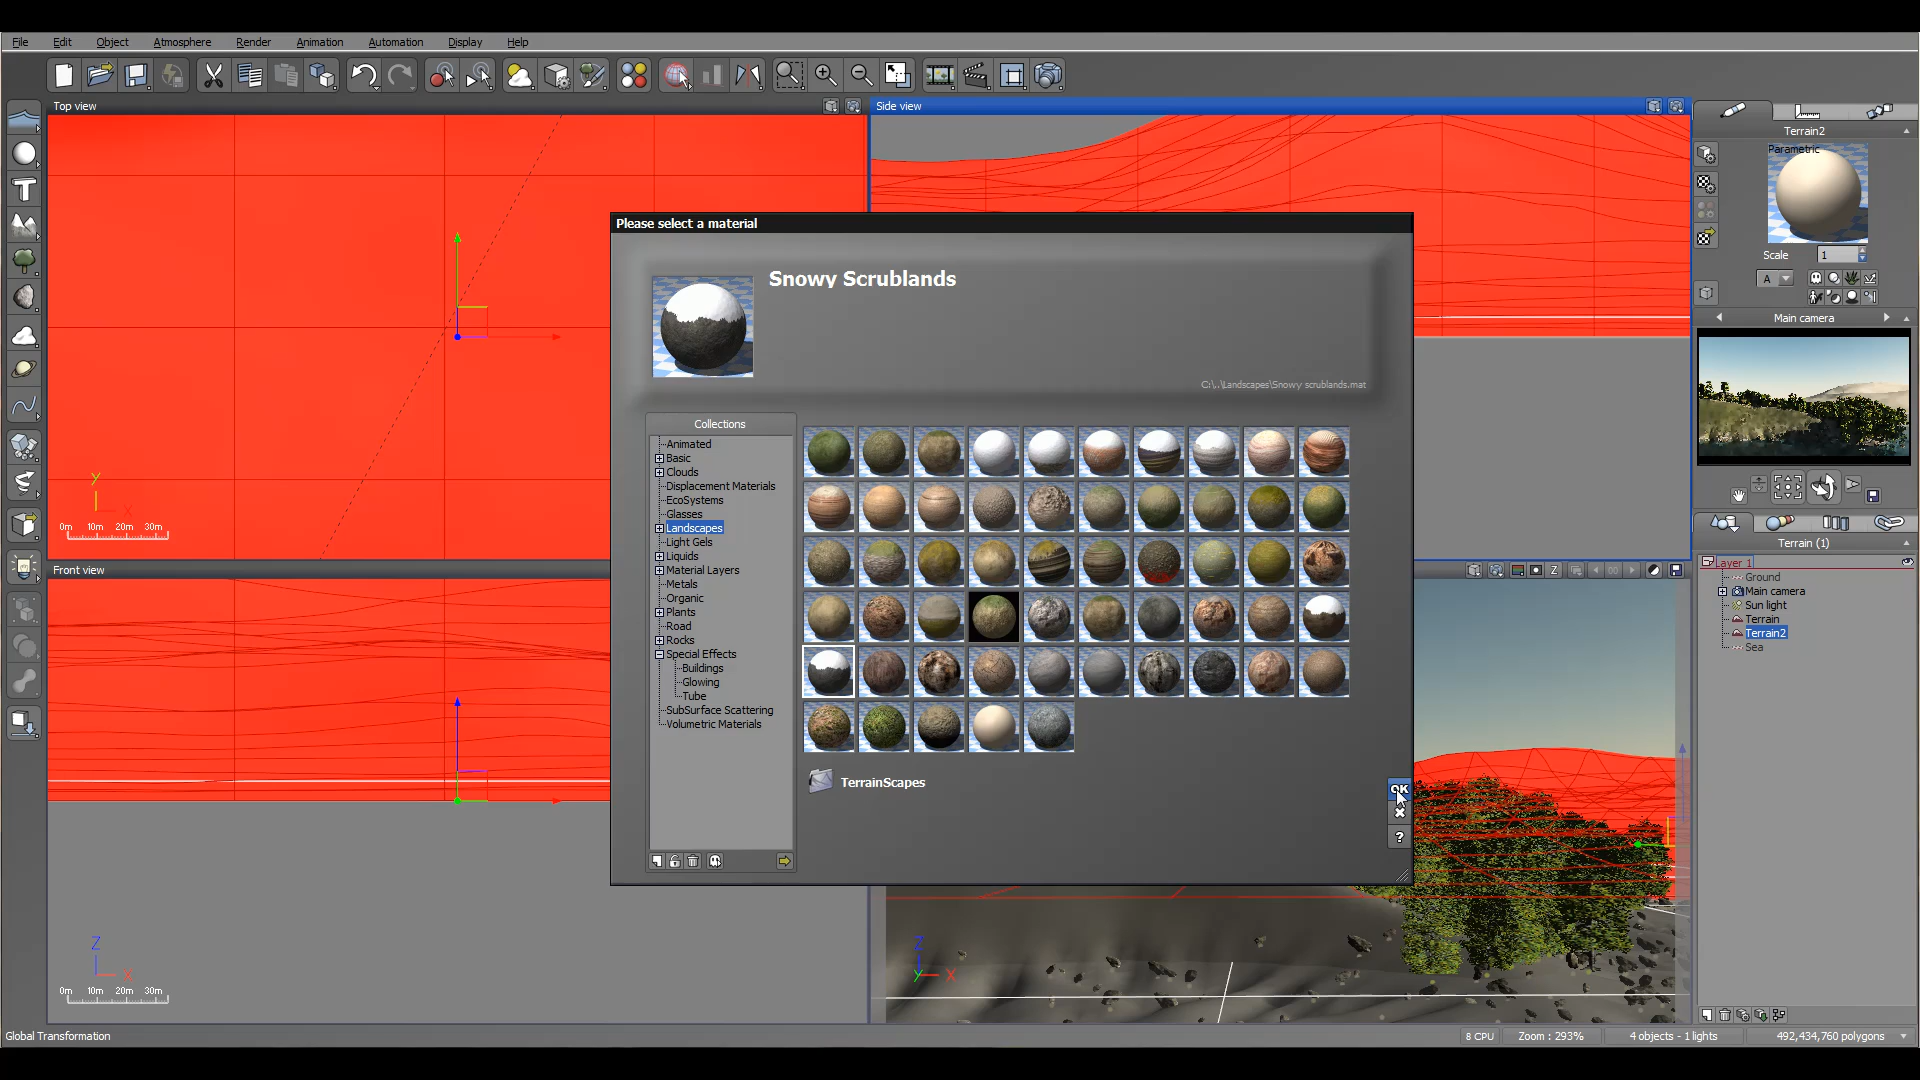 File Edit Object Atmosphere Render Animation Automation Display Help
Top view
Side view
Terrain2
Parametric
Scale 1
A
Main camera
Please select a material
Snowy Scrublands
C:\..\Landscapes\Snowy scrublands.mat
Collections
Animated
Basic
Clouds
Displacement Materials
EcoSystems
Glasses
Landscapes
Light Gels
Liquids
Material Layers
Metals
Organic
Plants
Road
Rocks
Special Effects
Buildings
Glowing
Tube
SubSurface Scattering
Volumetric Materials
TerrainScapes
OK
?
Y
X
0m 10m 20m 30m
Front view
Z
X
0m 10m 20m 30m
Z
Z
Y X
Terrain (1)
Layer 1
Ground
Main camera
Sun light
Terrain
Terrain2
Sea
Global Transformation
8 CPU
Zoom : 293%
4 objects - 1 lights
492,434,760 polygons